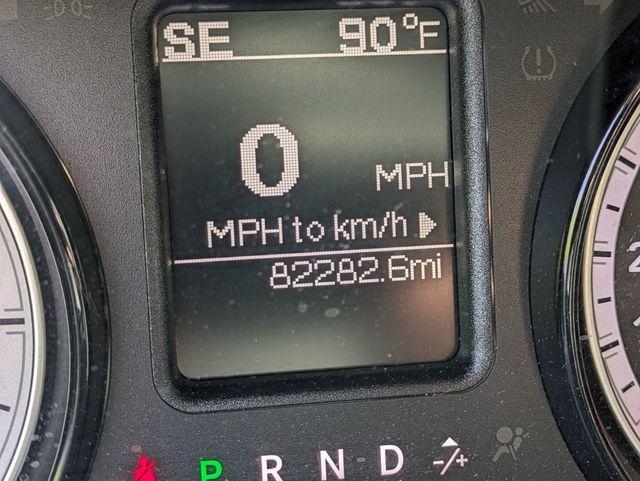 SE 90°F
0 MPH
MPH to km/h ▶
82282.6mi
P R N D -/+